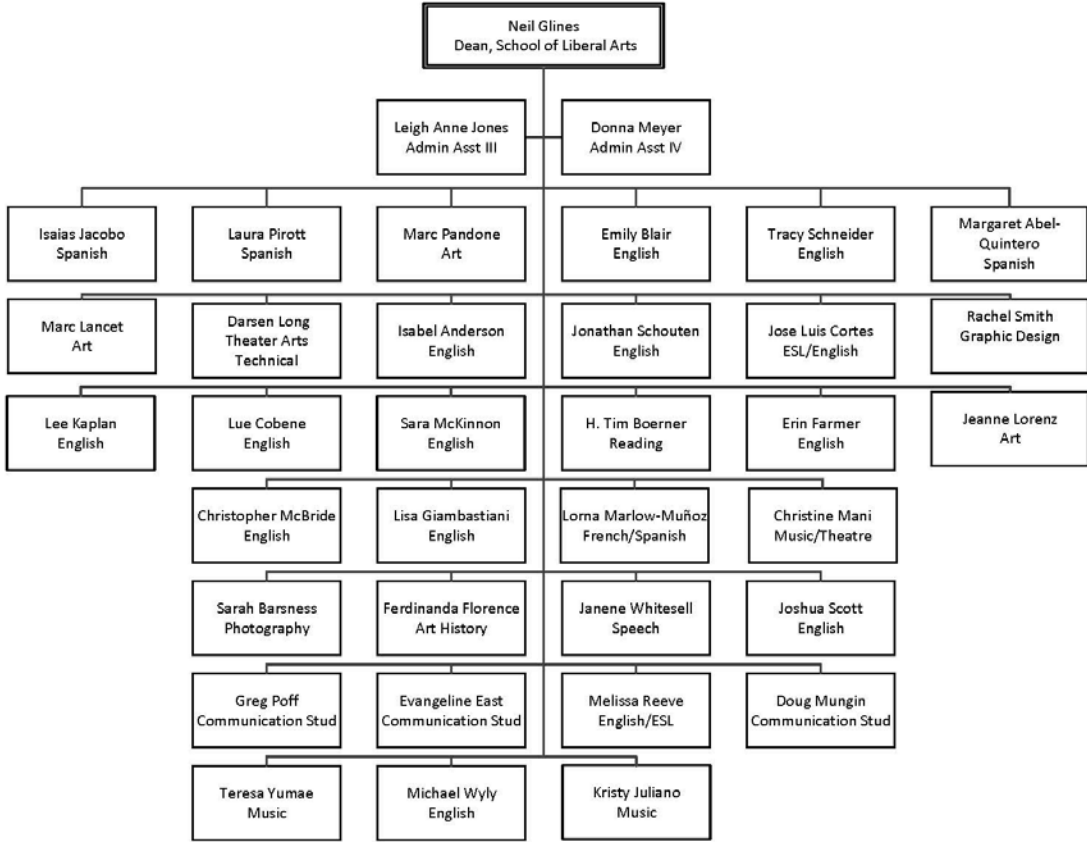 Neil Glines
Dean, School of Liberal Arts
Leigh Anne Jones
Admin Asst III
Donna Meyer
Admin Asst IV
Isaias Jacobo
Spanish
Laura Pirott
Spanish
Marc Pandone
Art
Emily Blair
English
Tracy Schneider
English
Margaret Abel-
Quintero
Spanish
Marc Lancet
Art
Darsen Long
Theater Arts
Technical
Isabel Anderson
English
Jonathan Schouten
English
Jose Luis Cortes
ESL/English
Rachel Smith
Graphic Design
Lee Kaplan
English
Lue Cobene
English
Sara McKinnon
English
H. Tim Boerner
Reading
Erin Farmer
English
Jeanne Lorenz
Art
Christopher McBride
English
Lisa Giambastiani
English
Lorna Marlow-Muñoz
French/Spanish
Christine Mani
Music/Theatre
Sarah Barsness
Photography
Ferdinanda Florence
Art History
Janene Whitesell
Speech
Joshua Scott
English
Greg Poff
Communication Stud
Evangeline East
Communication Stud
Melissa Reeve
English/ESL
Doug Mungin
Communication Stud
Teresa Yumae
Music
Michael Wyly
English
Kristy Juliano
Music